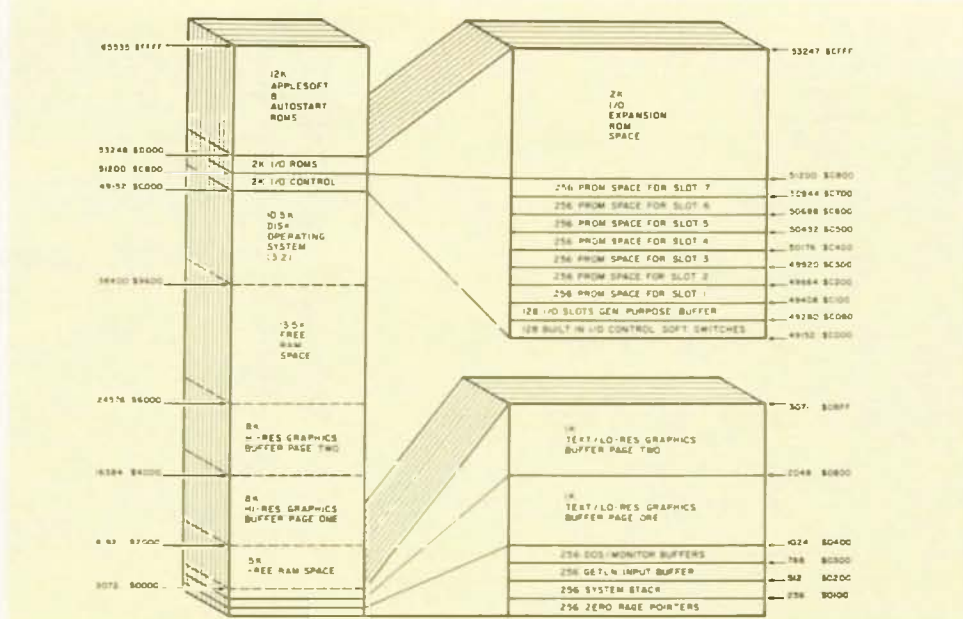 65535 $FFFF
12K
APPLESOFT
&
AUTOSTART
ROMS
53248 $D000
2K I/O ROMS
51200 $C800
2K I/O CONTROL
49152 $C000
10.5K
DISK
OPERATING
SYSTEM
(3.2)
38400 $9600
13.5K
FREE
RAM
SPACE
24576 $6000
8K
HI-RES GRAPHICS
BUFFER PAGE TWO
16384 $4000
8K
HI-RES GRAPHICS
BUFFER PAGE ONE
8192 $2000
5K
FREE RAM SPACE
3072
53247 $CFFF
2K
I/O
EXPANSION
ROM
SPACE
51200 $C800
256 PROM SPACE FOR SLOT 7
50944 $C700
256 PROM SPACE FOR SLOT 6
50688 $C600
256 PROM SPACE FOR SLOT 5
50432 $C500
256 PROM SPACE FOR SLOT 4
50176 $C400
256 PROM SPACE FOR SLOT 3
49920 $C300
256 PROM SPACE FOR SLOT 2
49664 $C200
256 PROM SPACE FOR SLOT 1
49408 $C100
128 I/O SLOTS GEN PURPOSE BUFFER
49280 $C080
128 BUILT IN I/O CONTROL SOFT SWITCHES
49152 $C000
3071 $0BFF
1K
TEXT/LO-RES GRAPHICS
BUFFER PAGE TWO
2048 $0800
1K
TEXT/LO-RES GRAPHICS
BUFFER PAGE ONE
1024 $0400
256 DOS/MONITOR BUFFERS
768 $0300
256 GETLN INPUT BUFFER
512 $0200
256 SYSTEM STACK
256 $0100
256 ZERO PAGE POINTERS